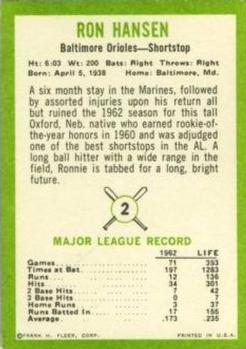 RON HANSEN
Baltimore Orioles—Shortstop
Ht: 6:03 Wt: 200 Bats: Right Throws: Right
Born: April 5, 1938 Home: Baltimore, Md.
A six month stay in the Marines, followed
by assorted injuries upon his return all
but ruined the 1962 season for this tall
Oxford, Neb. native who earned rookie-of-
the-year honors in 1960 and was adjudged
one of the best shortstops in the AL. A
long ball hitter with a wide range in the
field, Ronnie is tabbed for a long, bright
future.
2
MAJOR LEAGUE RECORD
1962 LIFE
Games 71 393
Times at Bat 197 1283
Runs 12 136
Hits 34 301
2 Base Hits 7 42
3 Base Hits 0 7
Home Runs 3 37
Runs Batted In 17 155
Average .173 .235
©FRANK H. FLEER, CORP. PRINTED IN U.S.A.